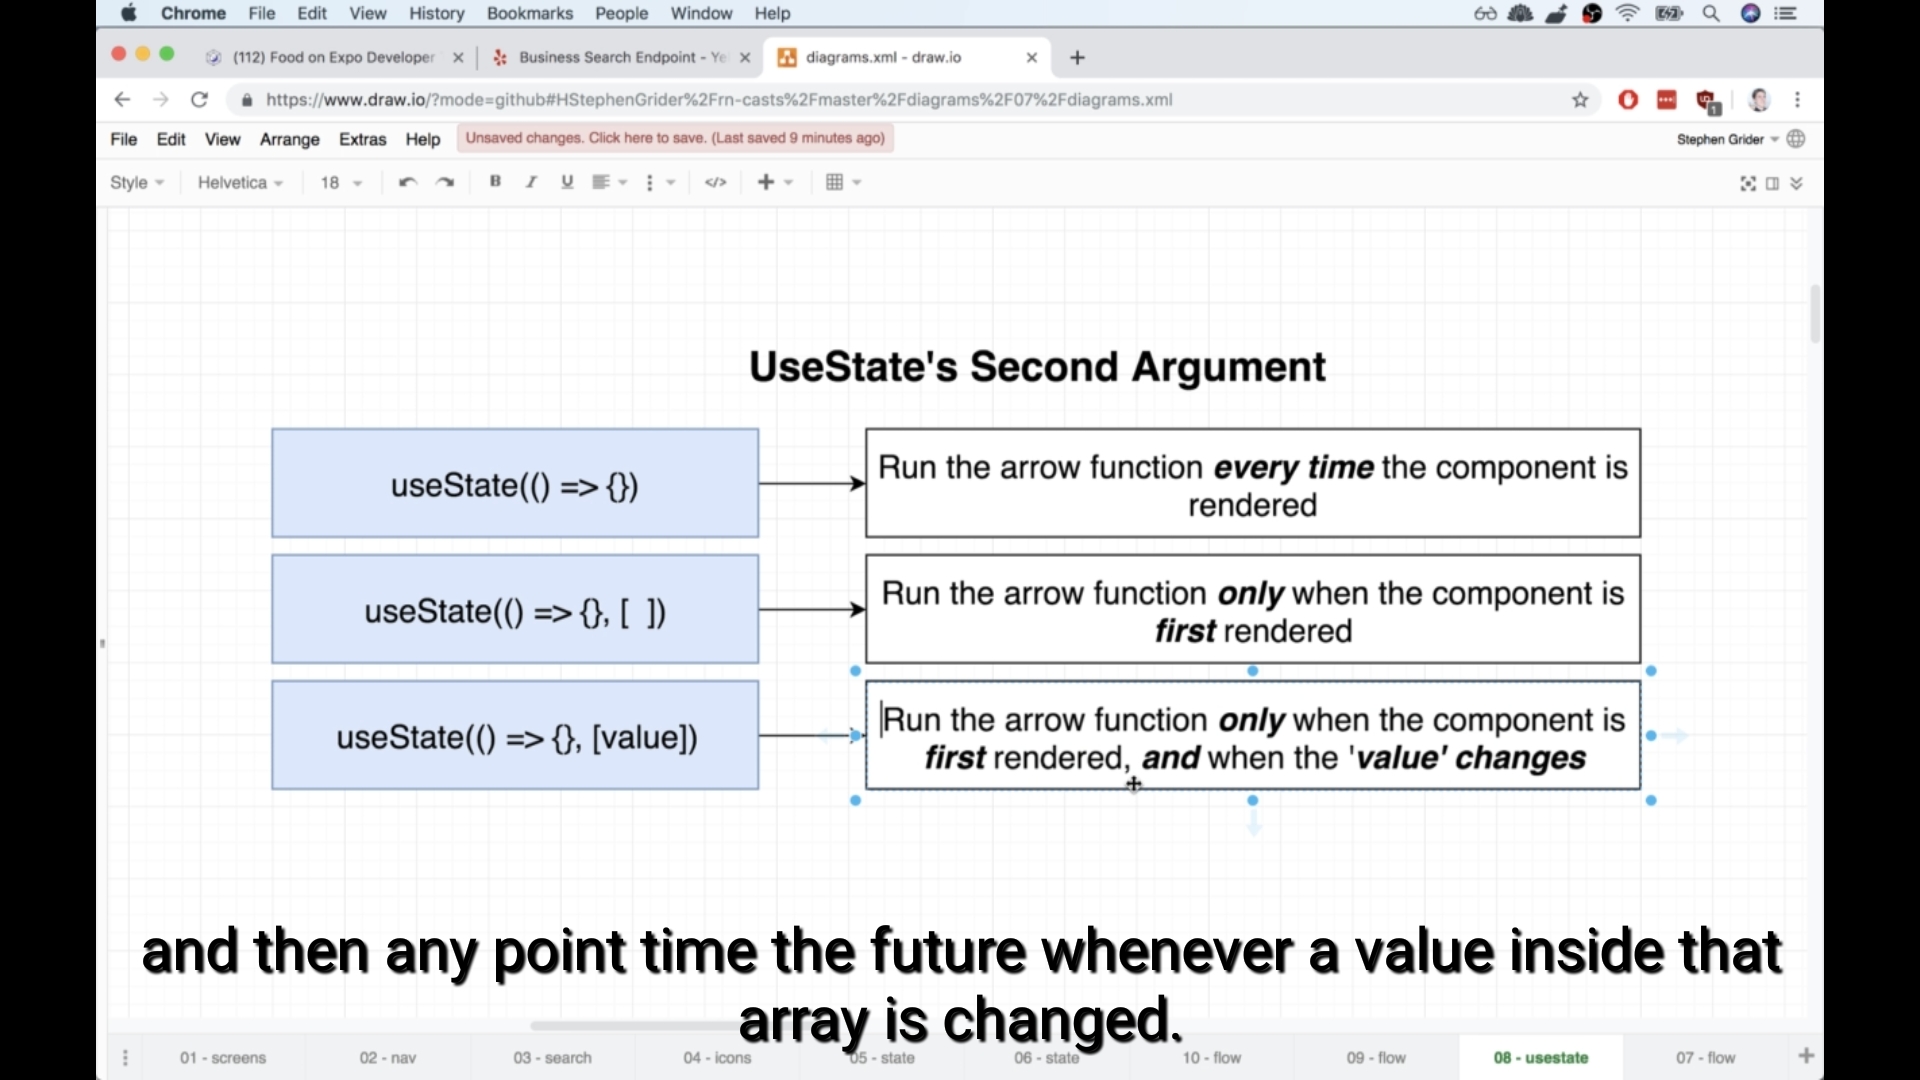 Chrome File Edit View History Bookmarks People Window Help
(112) Food on Expo Developer
Business Search Endpoint - Ye
diagrams.xml - draw.io
https://www.draw.io/?mode=github#HStephenGrider%2Frn-casts%2Fmaster%2Fdiagrams%2F07%2Fdiagrams.xml
File Edit View Arrange Extras Help
Unsaved changes. Click here to save. (Last saved 9 minutes ago)
Stephen Grider
Style Helvetica 18 B I U
UseState's Second Argument
useState(() => {})
Run the arrow function every time the component is
rendered
useState(() => {}, [ ])
Run the arrow function only when the component is
first rendered
useState(() => {}, [value])
Run the arrow function only when the component is
first rendered, and when the 'value' changes
and then any point time the future whenever a value inside that
array is changed.
01 - screens 02 - nav 03 - search 04 - icons 05 - state 06 - state 10 - flow 09 - flow 08 - usestate 07 - flow